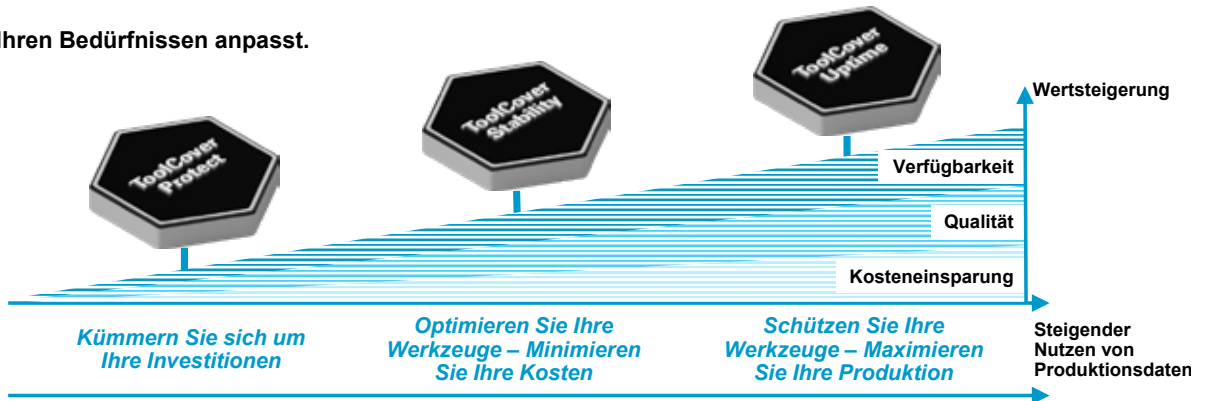 Ihren Bedürfnissen anpasst.
ToolCover
Protect
ToolCover
Stability
ToolCover
Uptime
Wertsteigerung
Verfügbarkeit
Qualität
Kosteneinsparung
Kümmern Sie sich um
Ihre Investitionen
Optimieren Sie Ihre
Werkzeuge – Minimieren
Sie Ihre Kosten
Schützen Sie Ihre
Werkzeuge – Maximieren
Sie Ihre Produktion
Steigender
Nutzen von
Produktionsdaten